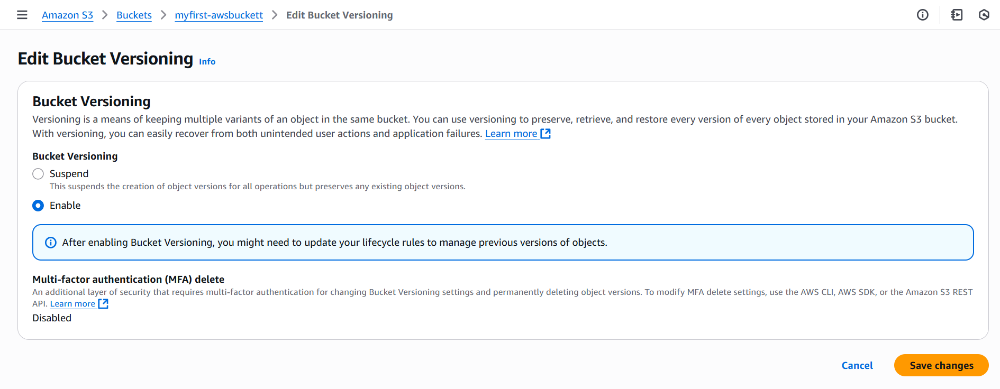 Amazon S3 > Buckets > myfirst-awsbuckett > Edit Bucket Versioning
Edit Bucket Versioning Info
Bucket Versioning
Versioning is a means of keeping multiple variants of an object in the same bucket. You can use versioning to preserve, retrieve, and restore every version of every object stored in your Amazon S3 bucket.
With versioning, you can easily recover from both unintended user actions and application failures. Learn more
Bucket Versioning
Suspend
This suspends the creation of object versions for all operations but preserves any existing object versions.
Enable
After enabling Bucket Versioning, you might need to update your lifecycle rules to manage previous versions of objects.
Multi-factor authentication (MFA) delete
An additional layer of security that requires multi-factor authentication for changing Bucket Versioning settings and permanently deleting object versions. To modify MFA delete settings, use the AWS CLI, AWS SDK, or the Amazon S3 REST
API. Learn more
Disabled
Cancel Save changes